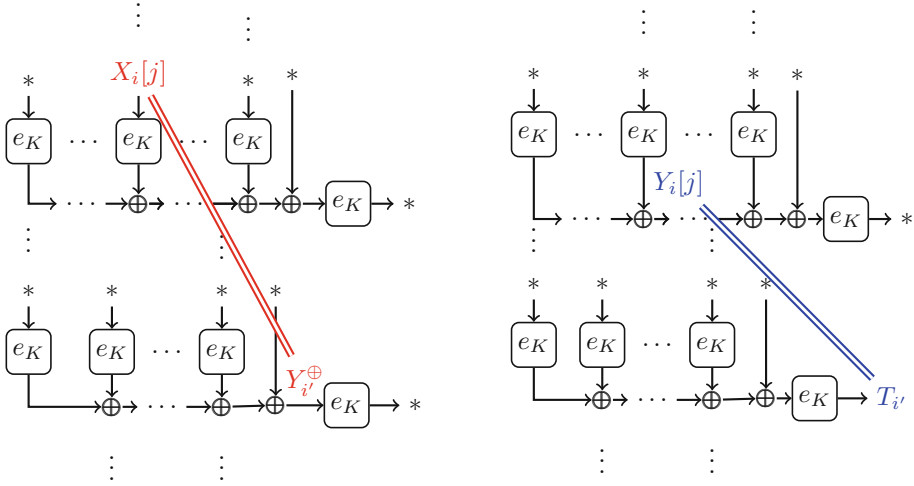 X_i[j]
* * *
e_K ... e_K ... e_K
⊕ ⊕ ⊕ e_K *
* * * *
e_K e_K ... e_K
Y_{i'}^⊕
⊕ ... ⊕ ⊕ e_K *
* * * *
e_K ... e_K ... e_K
Y_i[j]
⊕ ⊕ ⊕ e_K *
* * * *
e_K e_K ... e_K
⊕ ... ⊕ ⊕ e_K T_{i'}